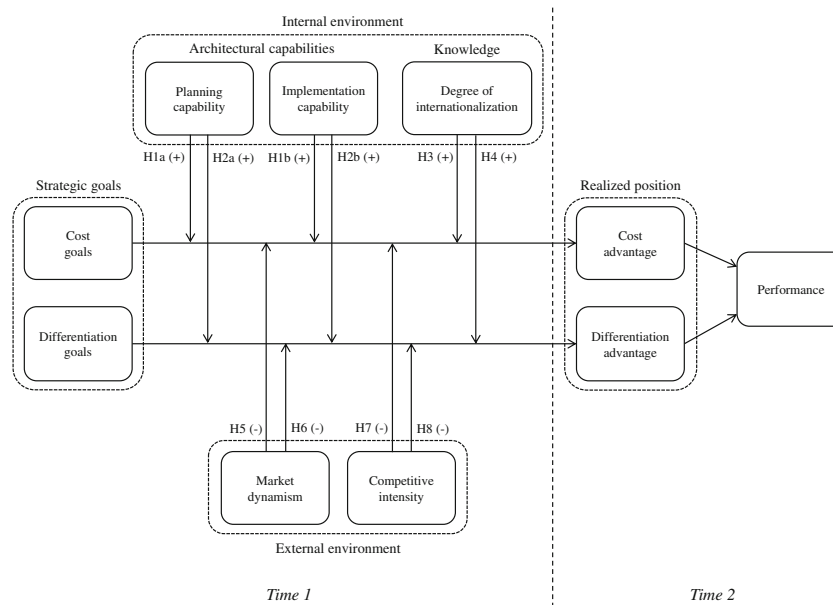 Internal environment
Architectural capabilities
Knowledge
Planning
capability
Implementation
capability
Degree of
internationalization
H1a (+)
H2a (+)
H1b (+)
H2b (+)
H3 (+)
H4 (+)
Strategic goals
Realized position
Cost
goals
Cost
advantage
Performance
Differentiation
goals
Differentiation
advantage
H5 (-)
H6 (-)
H7 (-)
H8 (-)
Market
dynamism
Competitive
intensity
External environment
Time 1
Time 2